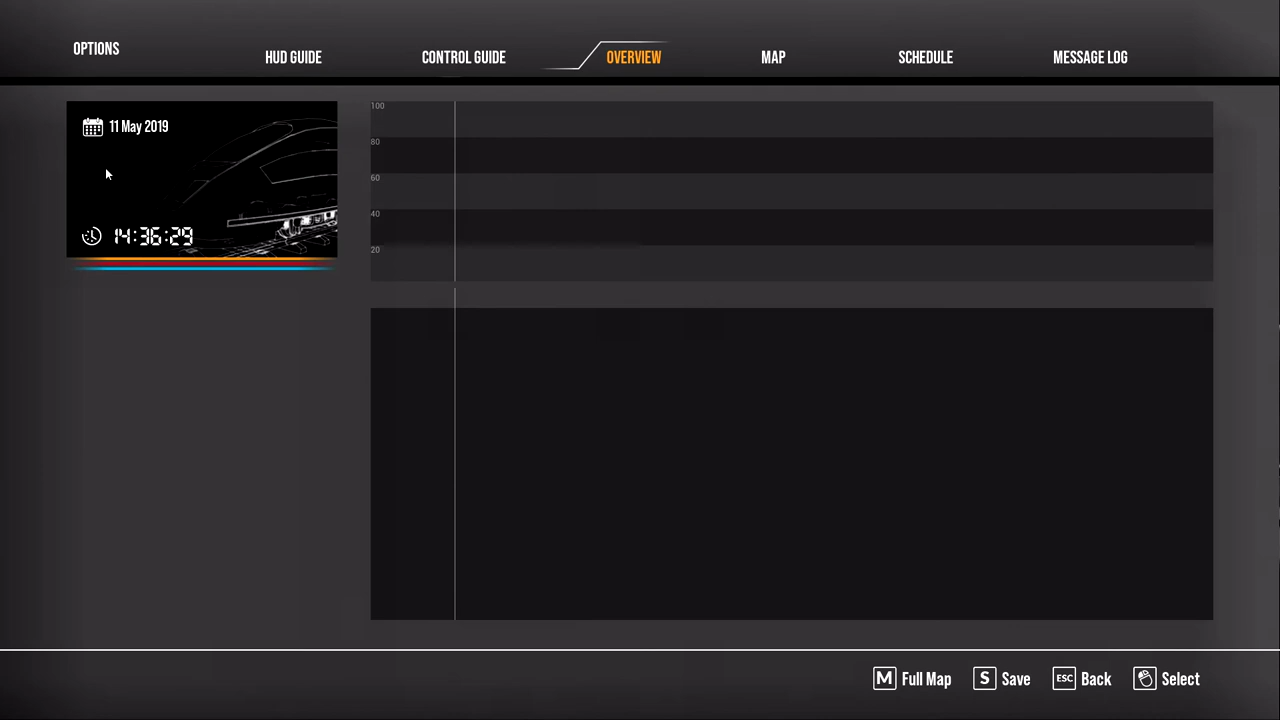 OPTIONS
HUD GUIDE
CONTROL GUIDE
OVERVIEW
MAP
SCHEDULE
MESSAGE LOG
11 May 2019
14:36:29
100
80
60
40
20
M Full Map
S Save
ESC Back
Select